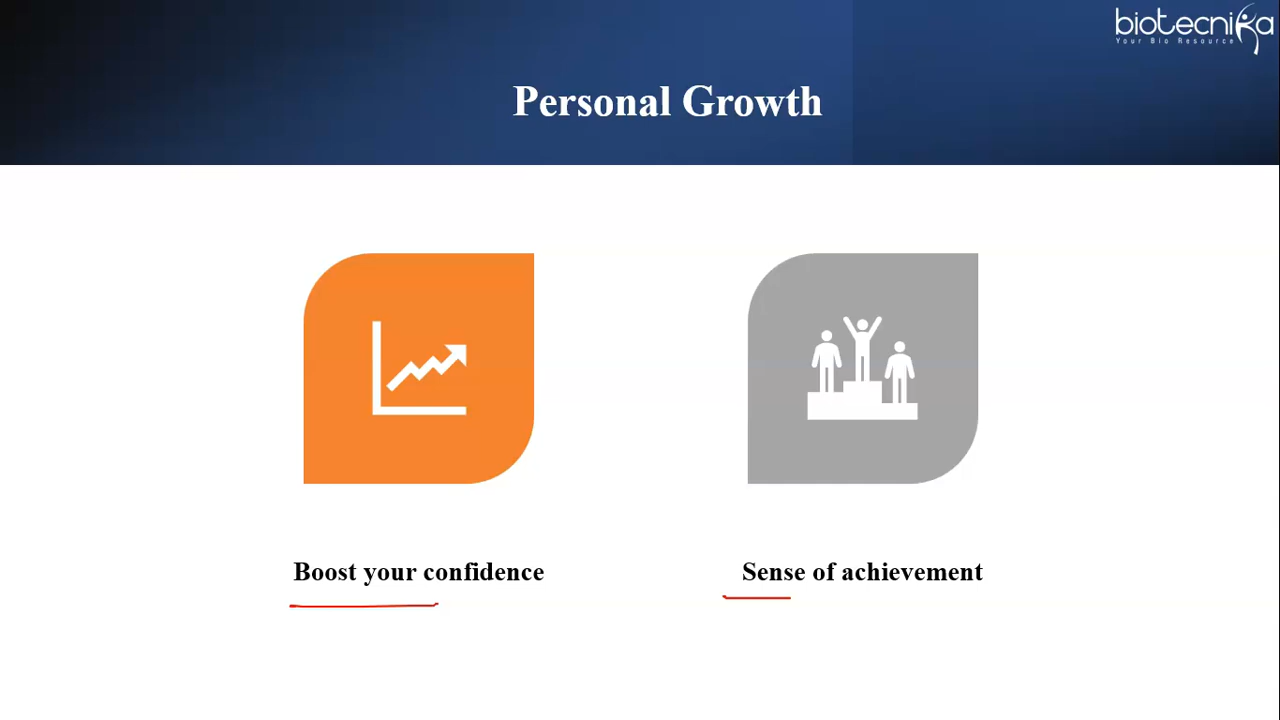 biotecnika
Your Bio Resource
Personal Growth
Boost your confidence
Sense of achievement